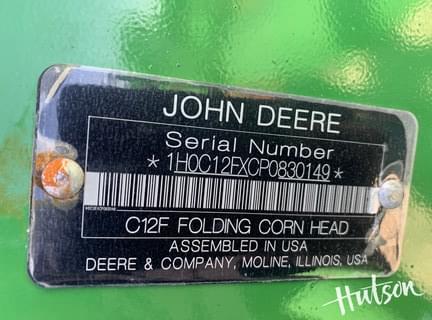 JOHN DEERE
Serial Number
*1H0C12FXCP0830149*
C12F FOLDING CORN HEAD
ASSEMBLED IN USA
DEERE & COMPANY, MOLINE, ILLINOIS, USA
Hutson